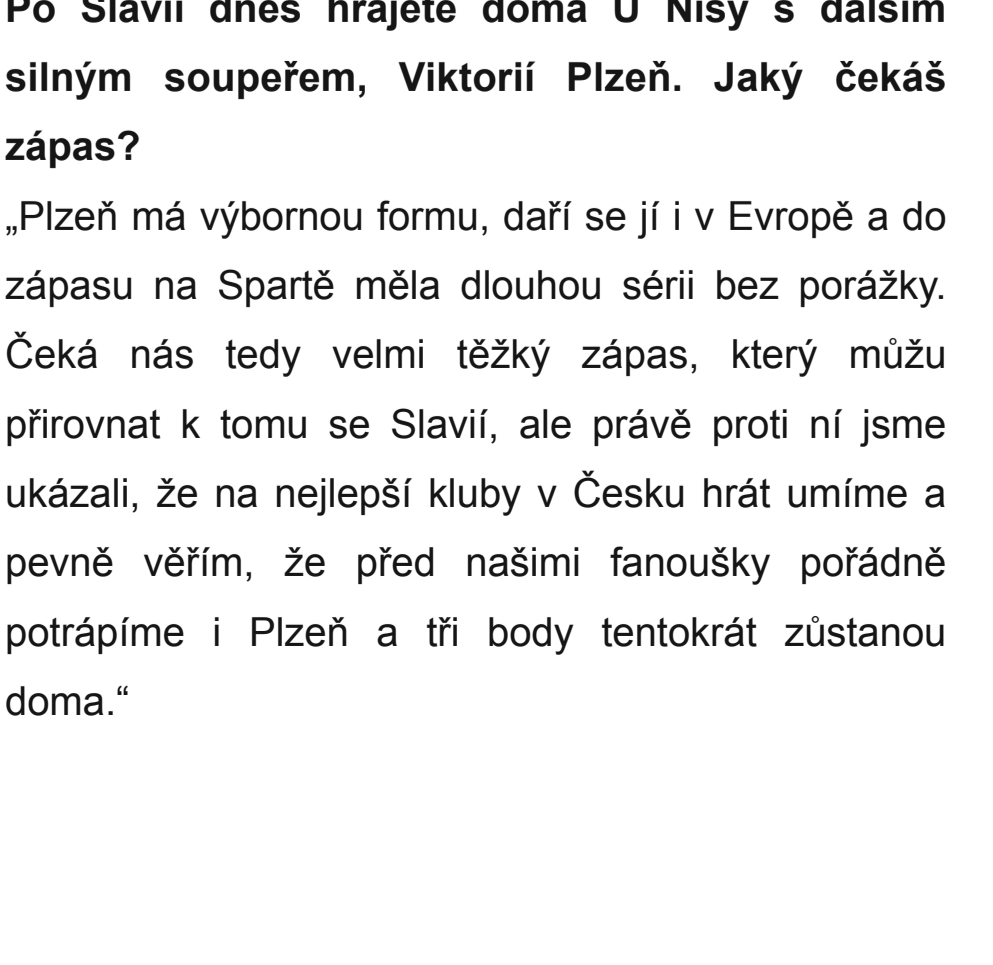 Po Slavii dnes hrajete doma U Nisy s dalším
silným soupeřem, Viktorií Plzeň. Jaký čekáš
zápas?
„Plzeň má výbornou formu, daří se jí i v Evropě a do
zápasu na Spartě měla dlouhou sérii bez porážky.
Čeká nás tedy velmi těžký zápas, který můžu
přirovnat k tomu se Slavií, ale právě proti ní jsme
ukázali, že na nejlepší kluby v Česku hrát umíme a
pevně věřím, že před našimi fanoušky pořádně
potrápíme i Plzeň a tři body tentokrát zůstanou
doma.“